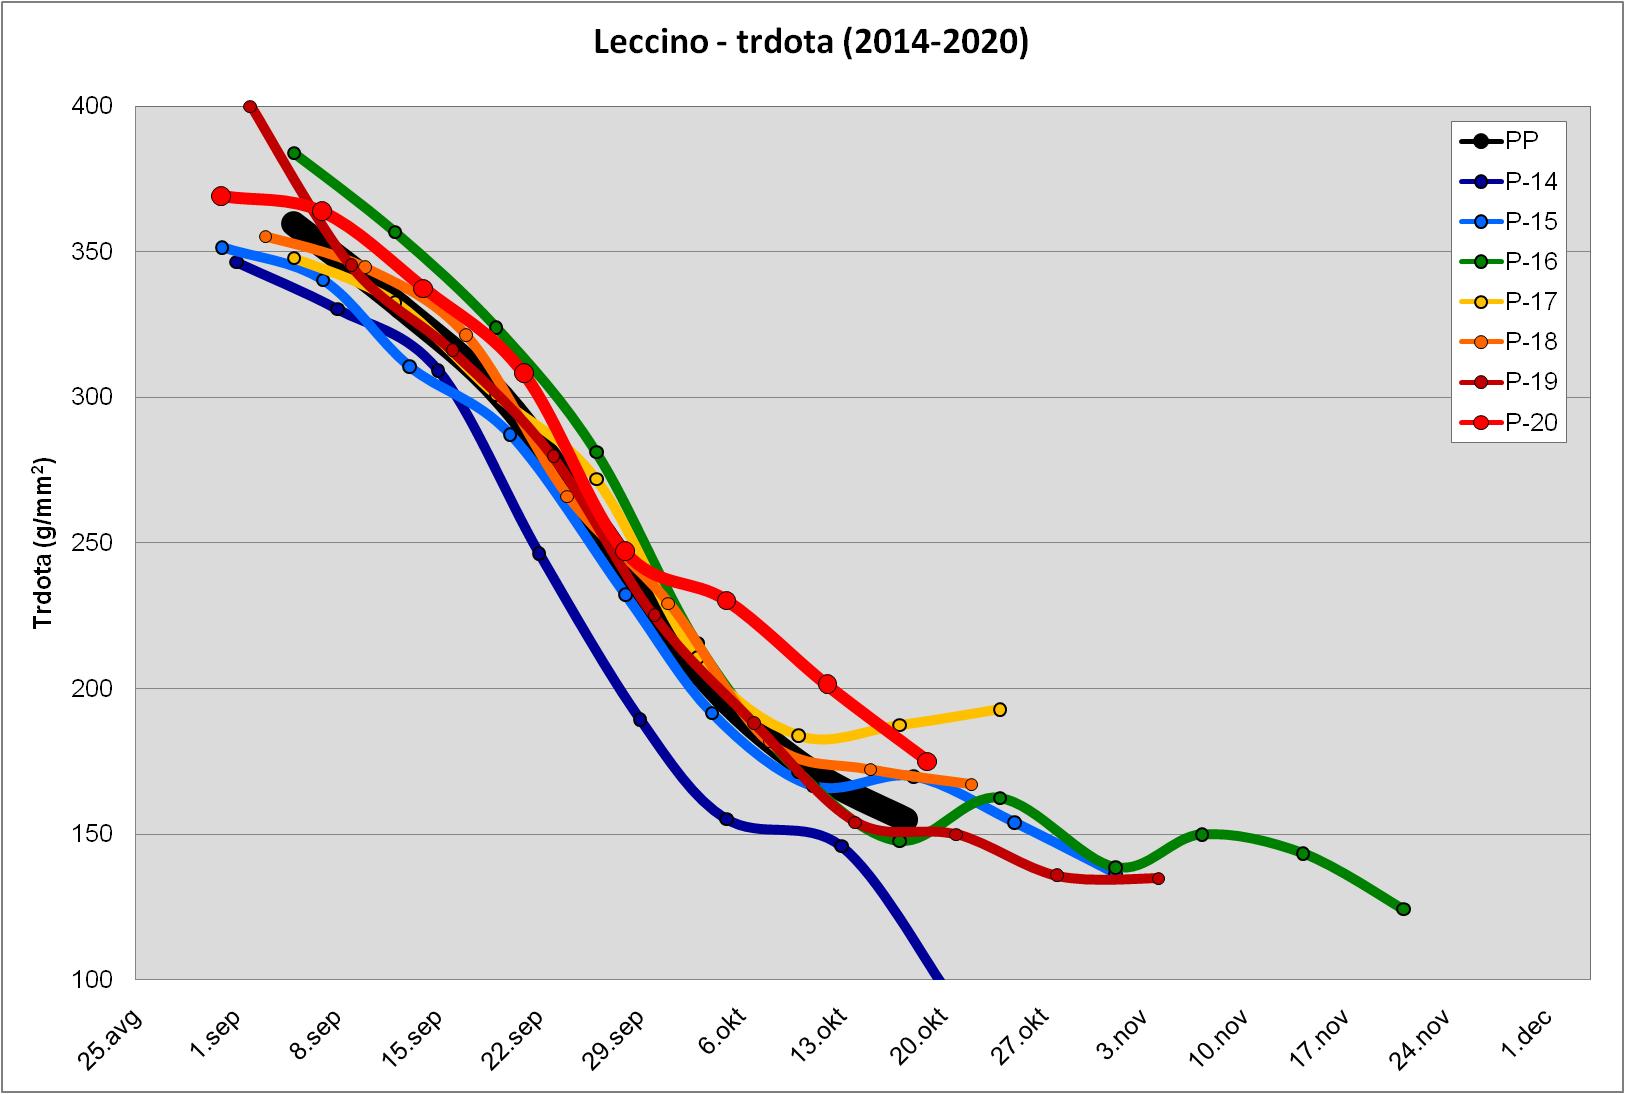 Leccino - trdota (2014-2020)
Trdota (g/mm²)
400
350
300
250
200
150
100
25.avg
1.sep
8.sep
15.sep
22.sep
29.sep
6.okt
13.okt
20.okt
27.okt
3.nov
10.nov
17.nov
24.nov
1.dec
PP
P-14
P-15
P-16
P-17
P-18
P-19
P-20